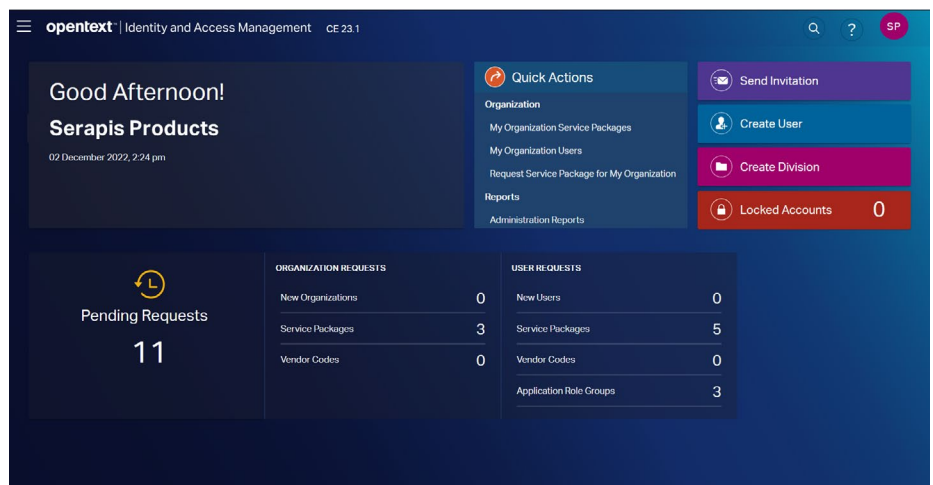 opentext™ | Identity and Access Management CE 23.1
? SP
Good Afternoon!
Serapis Products
02 December 2022, 2:24 pm
Quick Actions
Organization
My Organization Service Packages
My Organization Users
Request Service Package for My Organization
Reports
Administration Reports
Send Invitation
Create User
Create Division
Locked Accounts 0
Pending Requests
11
ORGANIZATION REQUESTS
New Organizations 0
Service Packages 3
Vendor Codes 0
USER REQUESTS
New Users 0
Service Packages 5
Vendor Codes 0
Application Role Groups 3